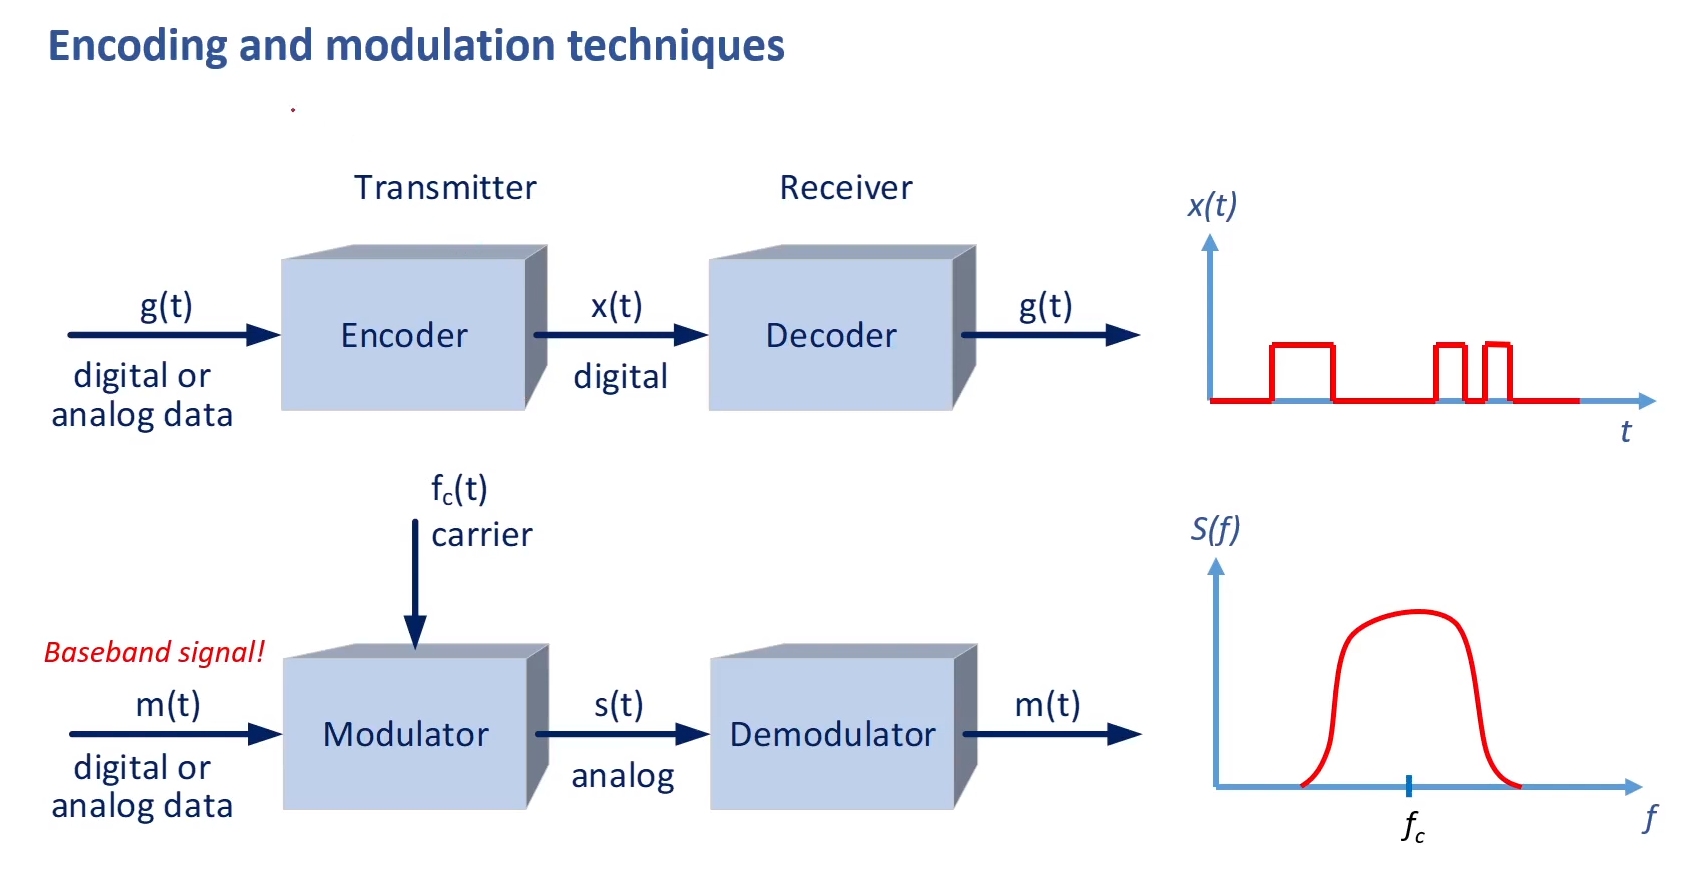 Encoding and modulation techniques
Transmitter
Receiver
x(t)
g(t)
Encoder
x(t)
Decoder
g(t)
digital or
analog data
digital
t
fc(t)
carrier
S(f)
Baseband signal!
m(t)
Modulator
s(t)
Demodulator
m(t)
digital or
analog data
analog
fc
f